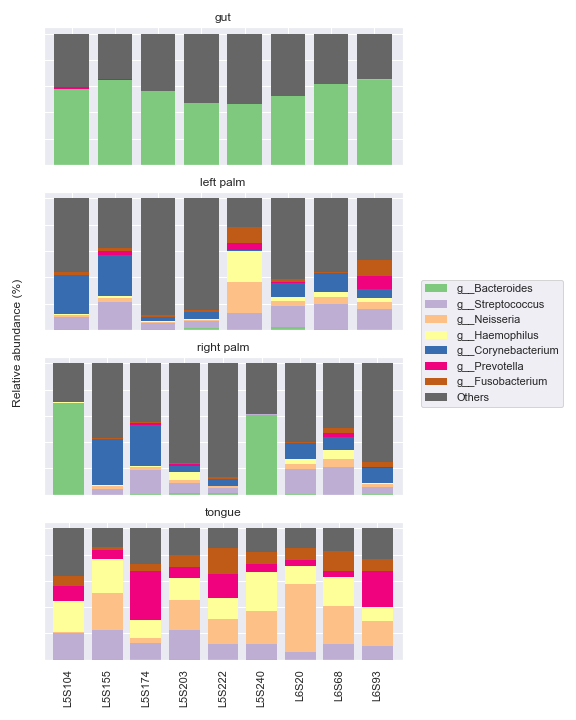 gut
left palm
Relative abundance (%)
g__Bacteroides
g__Streptococcus
g__Neisseria
g__Haemophilus
g__Corynebacterium
g__Prevotella
g__Fusobacterium
Others
right palm
tongue
L5S104
L5S155
L5S174
L5S203
L5S222
L5S240
L6S20
L6S68
L6S93